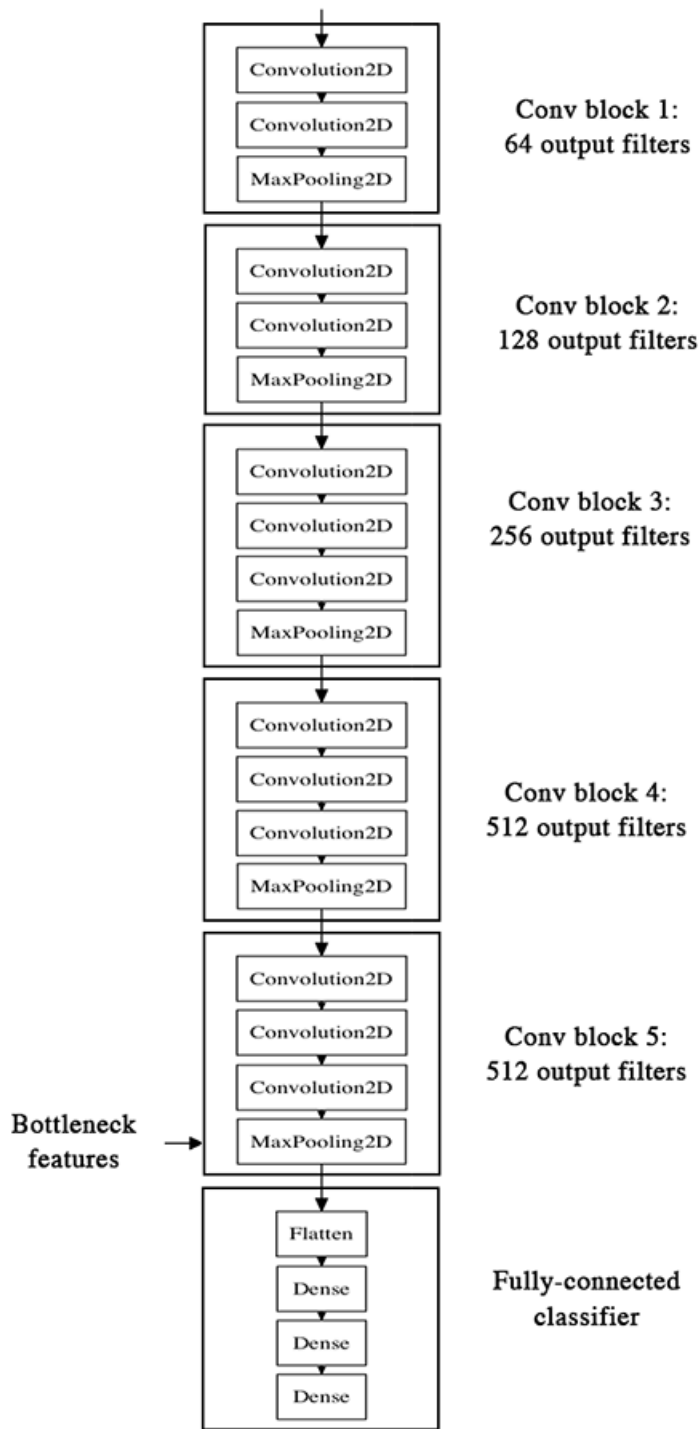 Convolution2D
Convolution2D
MaxPooling2D
Conv block 1:
64 output filters
Convolution2D
Convolution2D
MaxPooling2D
Conv block 2:
128 output filters
Convolution2D
Convolution2D
Convolution2D
MaxPooling2D
Conv block 3:
256 output filters
Convolution2D
Convolution2D
Convolution2D
MaxPooling2D
Conv block 4:
512 output filters
Convolution2D
Convolution2D
Convolution2D
MaxPooling2D
Conv block 5:
512 output filters
Bottleneck
features
Flatten
Dense
Dense
Dense
Fully-connected
classifier